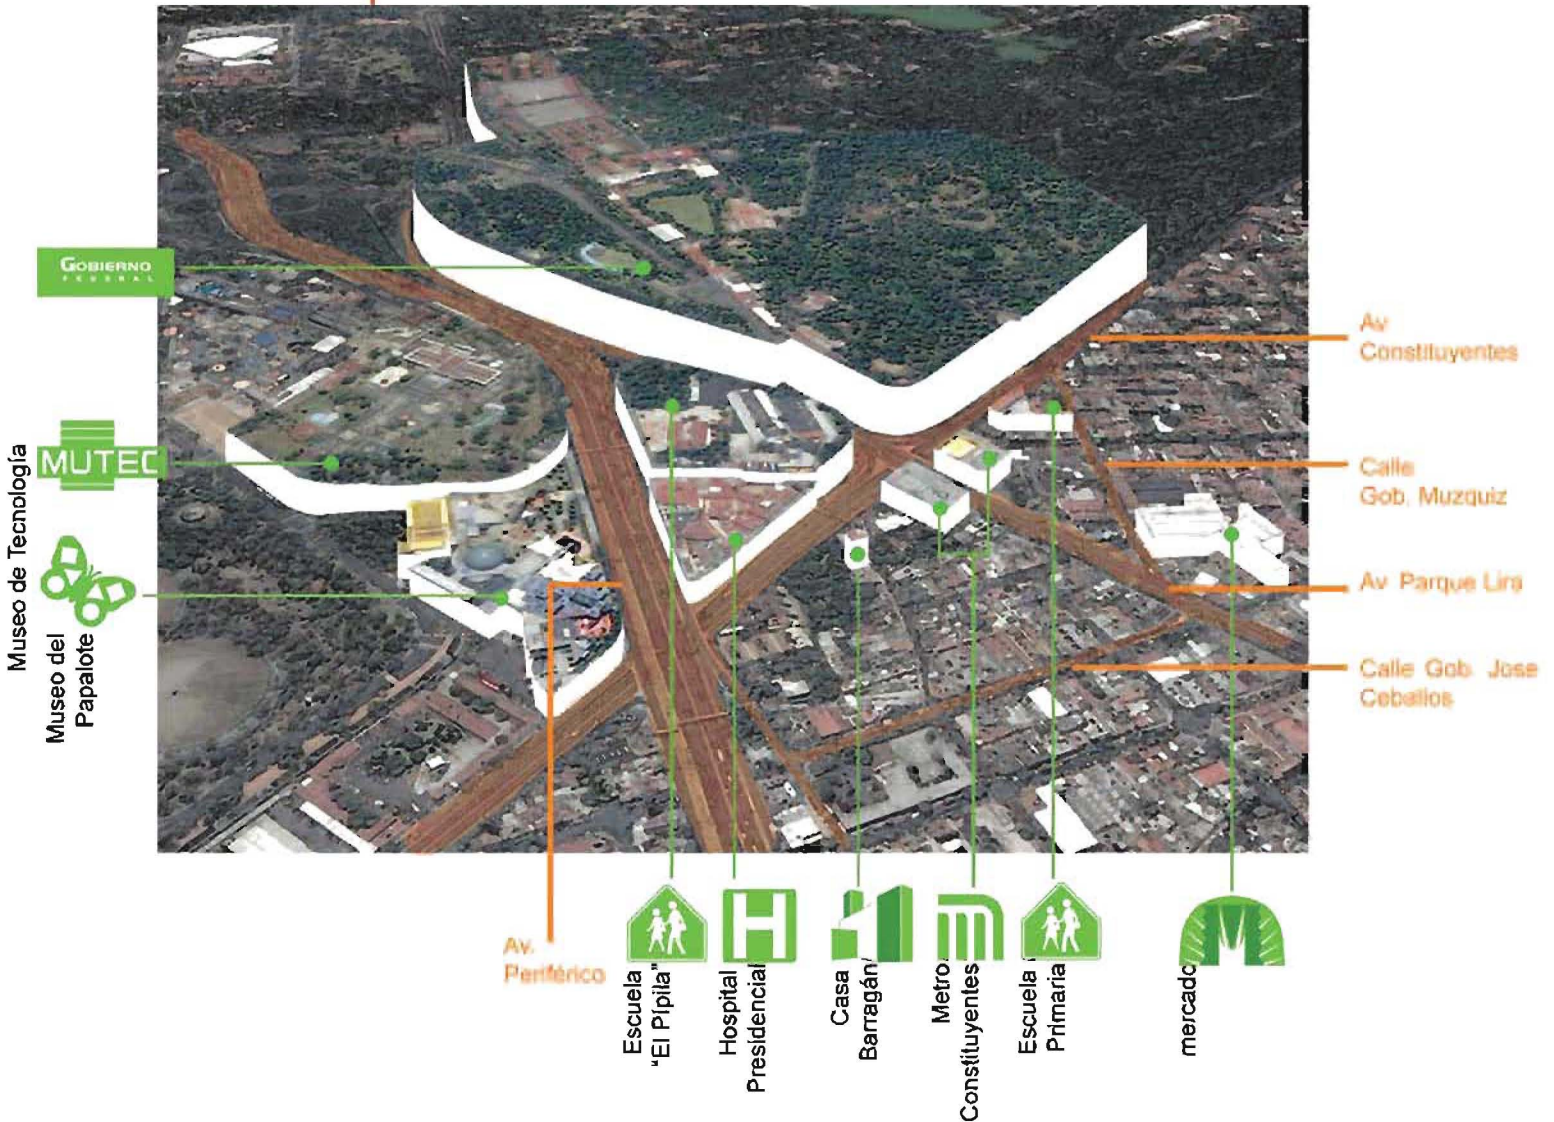 GOBIERNO
FEDERAL
MUTEC
Museo de Tecnología
Museo del
Papalote
Av
Constituyentes
Calle
Gob. Muzquiz
Av Parque Lira
Calle Gob. Jose
Ceballos
Av.
Periférico
Escuela
"El Pípila"
H
Hospital
Presidencial
Casa
Barragán
Metro
Constituyentes
Escuela
Primaria
mercado